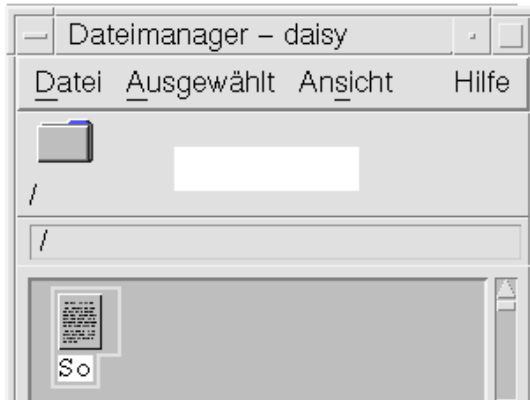 Dateimanager – daisy
Datei Ausgewählt Ansicht Hilfe
/
/
So